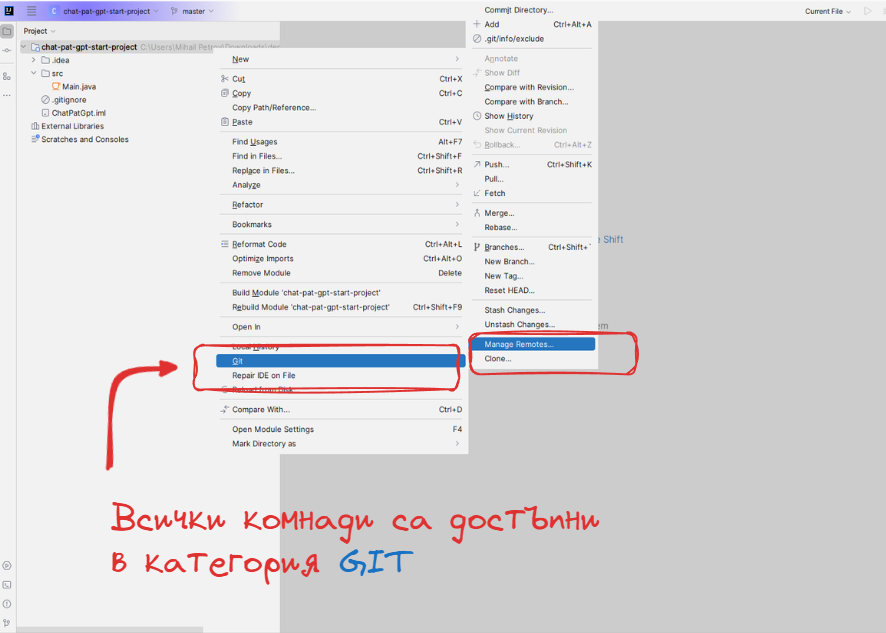 chat-pat-gpt-start-project
master
Current File
Project
chat-pat-gpt-start-project C:\Users\Mihail Petrov\Downloads\dev
.idea
src
Main.java
.gitignore
ChatPatGpt.iml
External Libraries
Scratches and Consoles
New
Cut Ctrl+X
Copy Ctrl+C
Copy Path/Reference...
Paste Ctrl+V
Find Usages Alt+F7
Find in Files... Ctrl+Shift+F
Replace in Files... Ctrl+Shift+R
Analyze
Refactor
Bookmarks
Reformat Code Ctrl+Alt+L
Optimize Imports Ctrl+Alt+O
Remove Module Delete
Build Module 'chat-pat-gpt-start-project'
Rebuild Module 'chat-pat-gpt-start-project' Ctrl+Shift+F9
Open In
Local History
Git
Repair IDE on File
Reload from Disk
Compare With... Ctrl+D
Open Module Settings F4
Mark Directory as
Commit Directory...
Add Ctrl+Alt+A
.git/info/exclude
Annotate
Show Diff
Compare with Revision...
Compare with Branch...
Show History
Show Current Revision
Rollback... Ctrl+Alt+Z
Push... Ctrl+Shift+K
Pull...
Fetch
Merge...
Rebase...
Branches... Ctrl+Shift+`
New Branch...
New Tag...
Reset HEAD...
Stash Changes...
Unstash Changes...
Manage Remotes...
Clone...
e Shift
em
Всички комнади са достъпни
в категория GIT